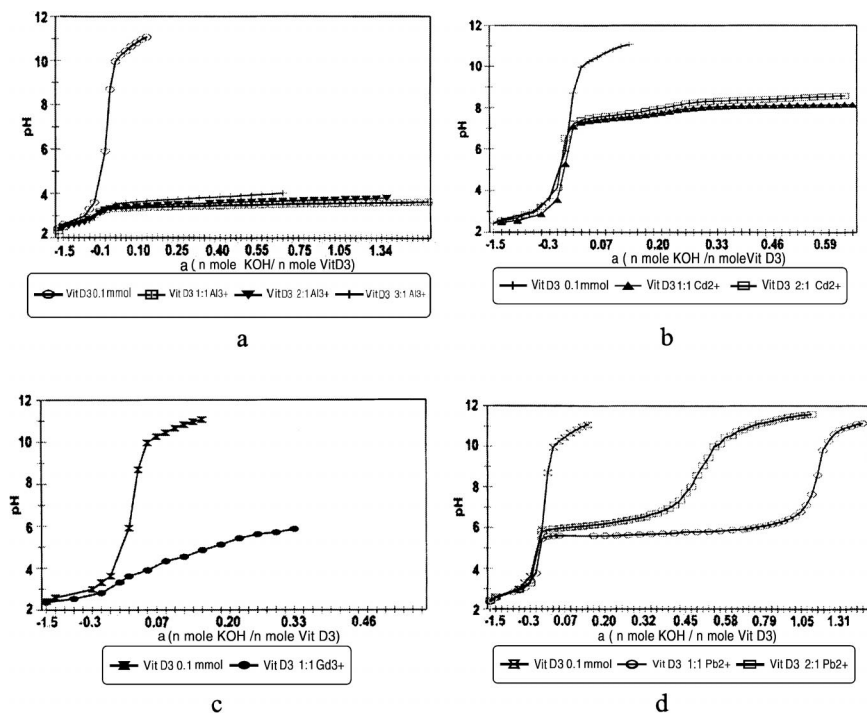 12
10
8
6
4
2
pH
-1.5 -0.1 0.10 0.25 0.40 0.55 0.75 1.05 1.34
a ( n mole KOH/ n mole VitD3)
Vit D3 0.1 mmol Vit D3 1:1 Al3+ Vit D3 2:1 Al3+ Vit D3 3:1 Al3+
a
12
10
8
6
4
2
pH
-1.5 -0.3 0.07 0.20 0.33 0.46 0.59
a ( n mole KOH /n moleVit D3)
Vit D3 0.1mmol Vit D3 1:1 Cd2+ Vit D3 2:1 Cd2+
b
12
10
8
6
4
2
pH
-1.5 -0.3 0.07 0.20 0.33 0.46
a (n mole KOH /n mole Vit D3)
Vit D3 0.1 mmol Vit D3 1:1 Gd3+
c
12
10
8
6
4
2
pH
-1.5 -0.3 0.07 0.20 0.32 0.45 0.58 0.79 1.05 1.31
a (n mole KOH / n mole Vit D3)
Vit D3 0.1 mmol Vit D3 1:1 Pb2+ Vit D3 2:1 Pb2+
d